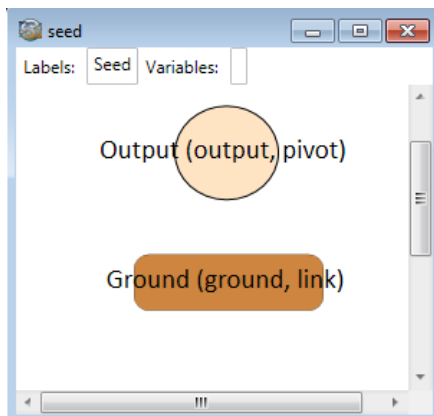 seed
Labels: Seed Variables:
Output (output, pivot)
Ground (ground, link)